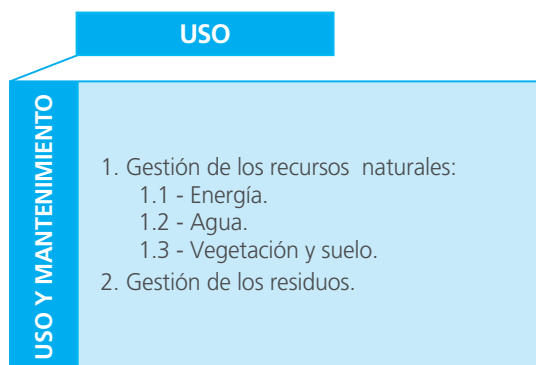 USO
USO Y MANTENIMIENTO
1. Gestión de los recursos naturales:
1.1 - Energía.
1.2 - Agua.
1.3 - Vegetación y suelo.
2. Gestión de los residuos.